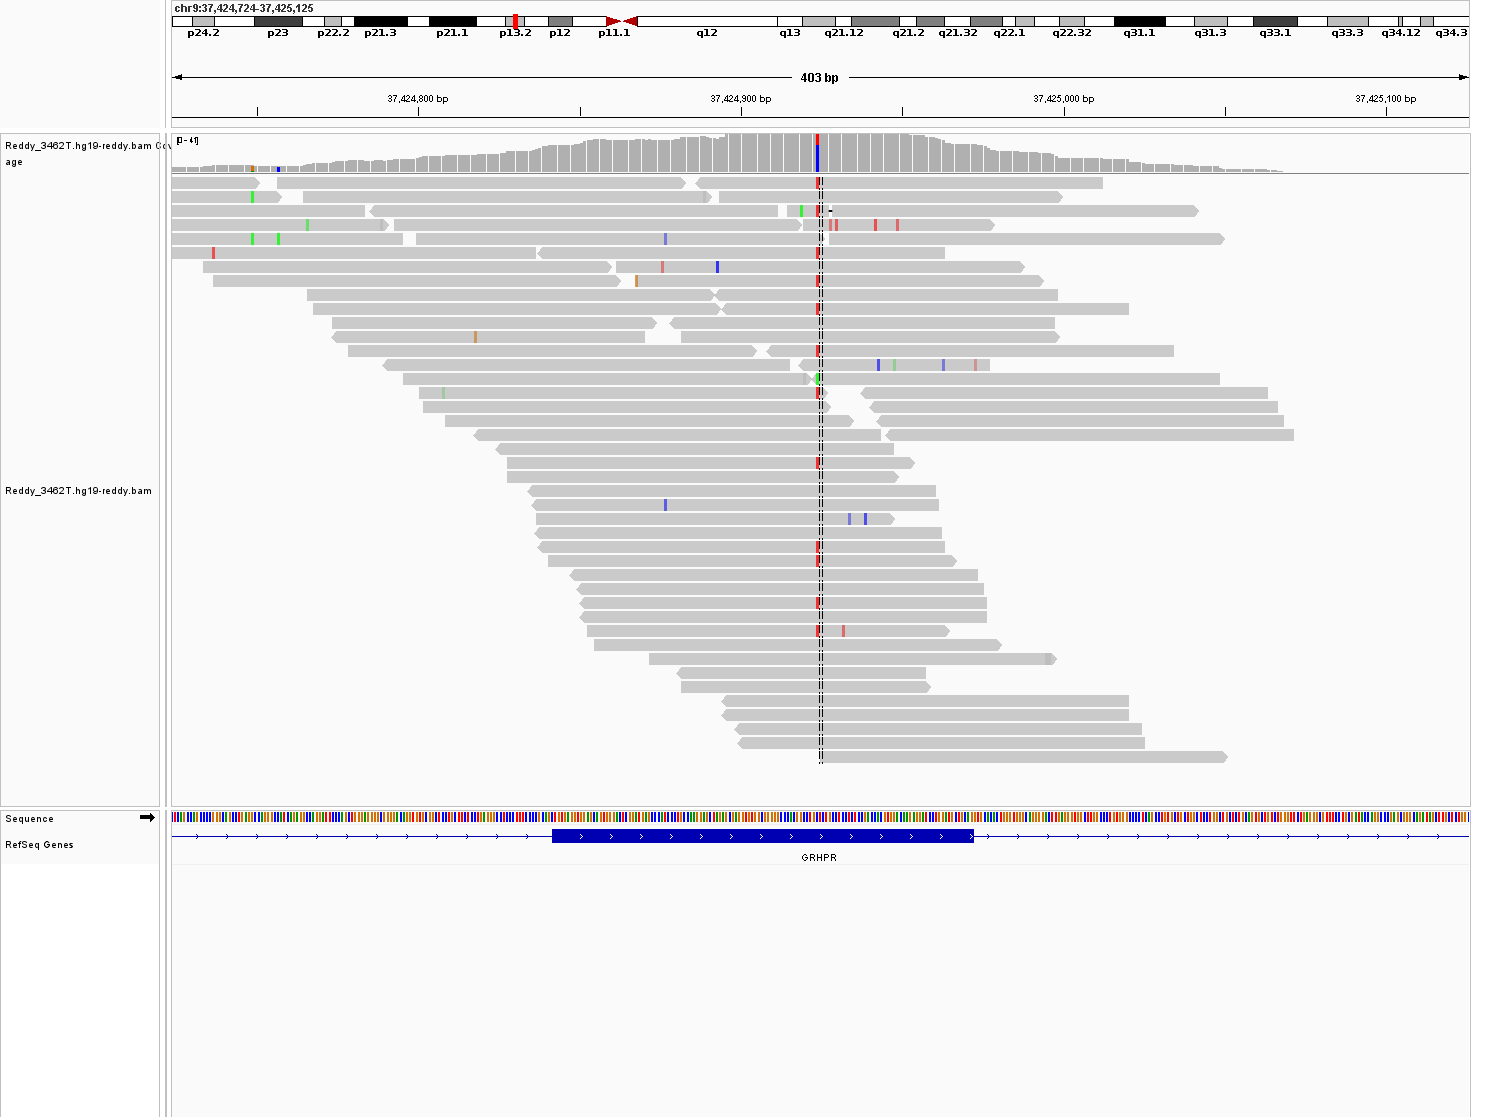 chr9:37,424,724-37,425,125
p24.2 p23 p22.2 p21.3 p21.1 p13.2 p12 p11.1 q12 q13 q21.12 q21.2 q21.32 q22.1 q22.32 q31.1 q31.3 q33.1 q33.3 q34.12 q34.3
403 bp
37,424,800 bp 37,424,900 bp 37,425,000 bp 37,425,100 bp
[0 - 41]
Reddy_3462T.hg19-reddy.bam Cov
age
Reddy_3462T.hg19-reddy.bam
Sequence
RefSeq Genes
GRHPR